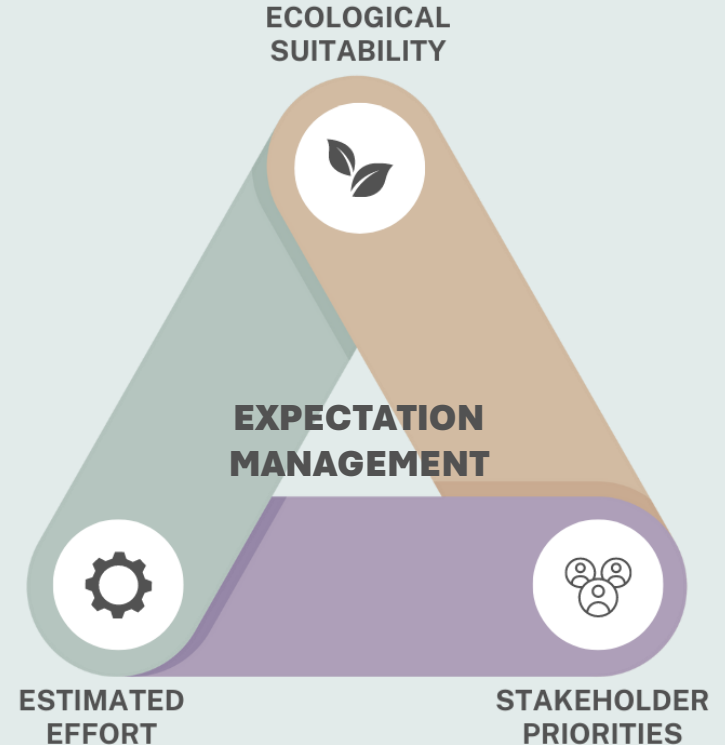 ECOLOGICAL
SUITABILITY
EXPECTATION
MANAGEMENT
ESTIMATED
EFFORT
STAKEHOLDER
PRIORITIES